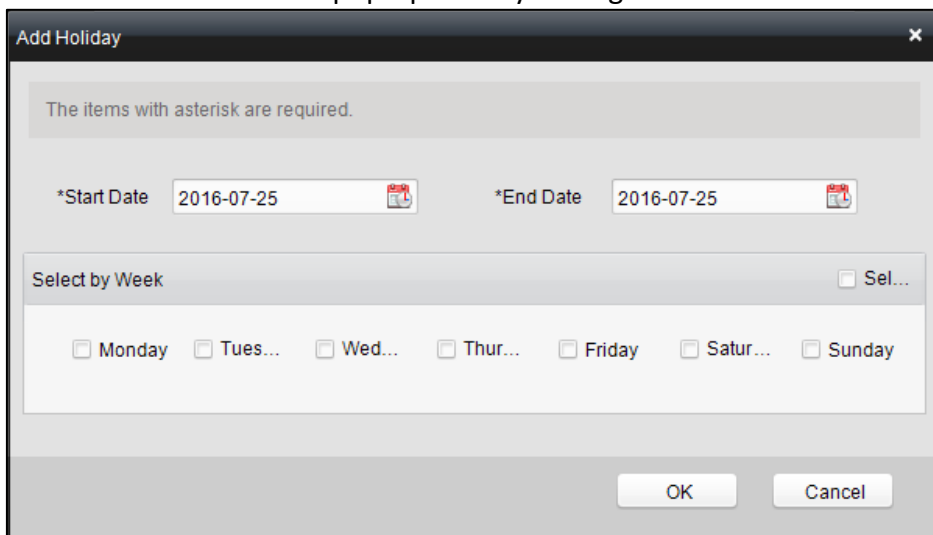 Add Holiday
The items with asterisk are required.
*Start Date 2016-07-25 *End Date 2016-07-25
Select by Week Sel...
Monday Tues... Wed... Thur... Friday Satur... Sunday
OK Cancel